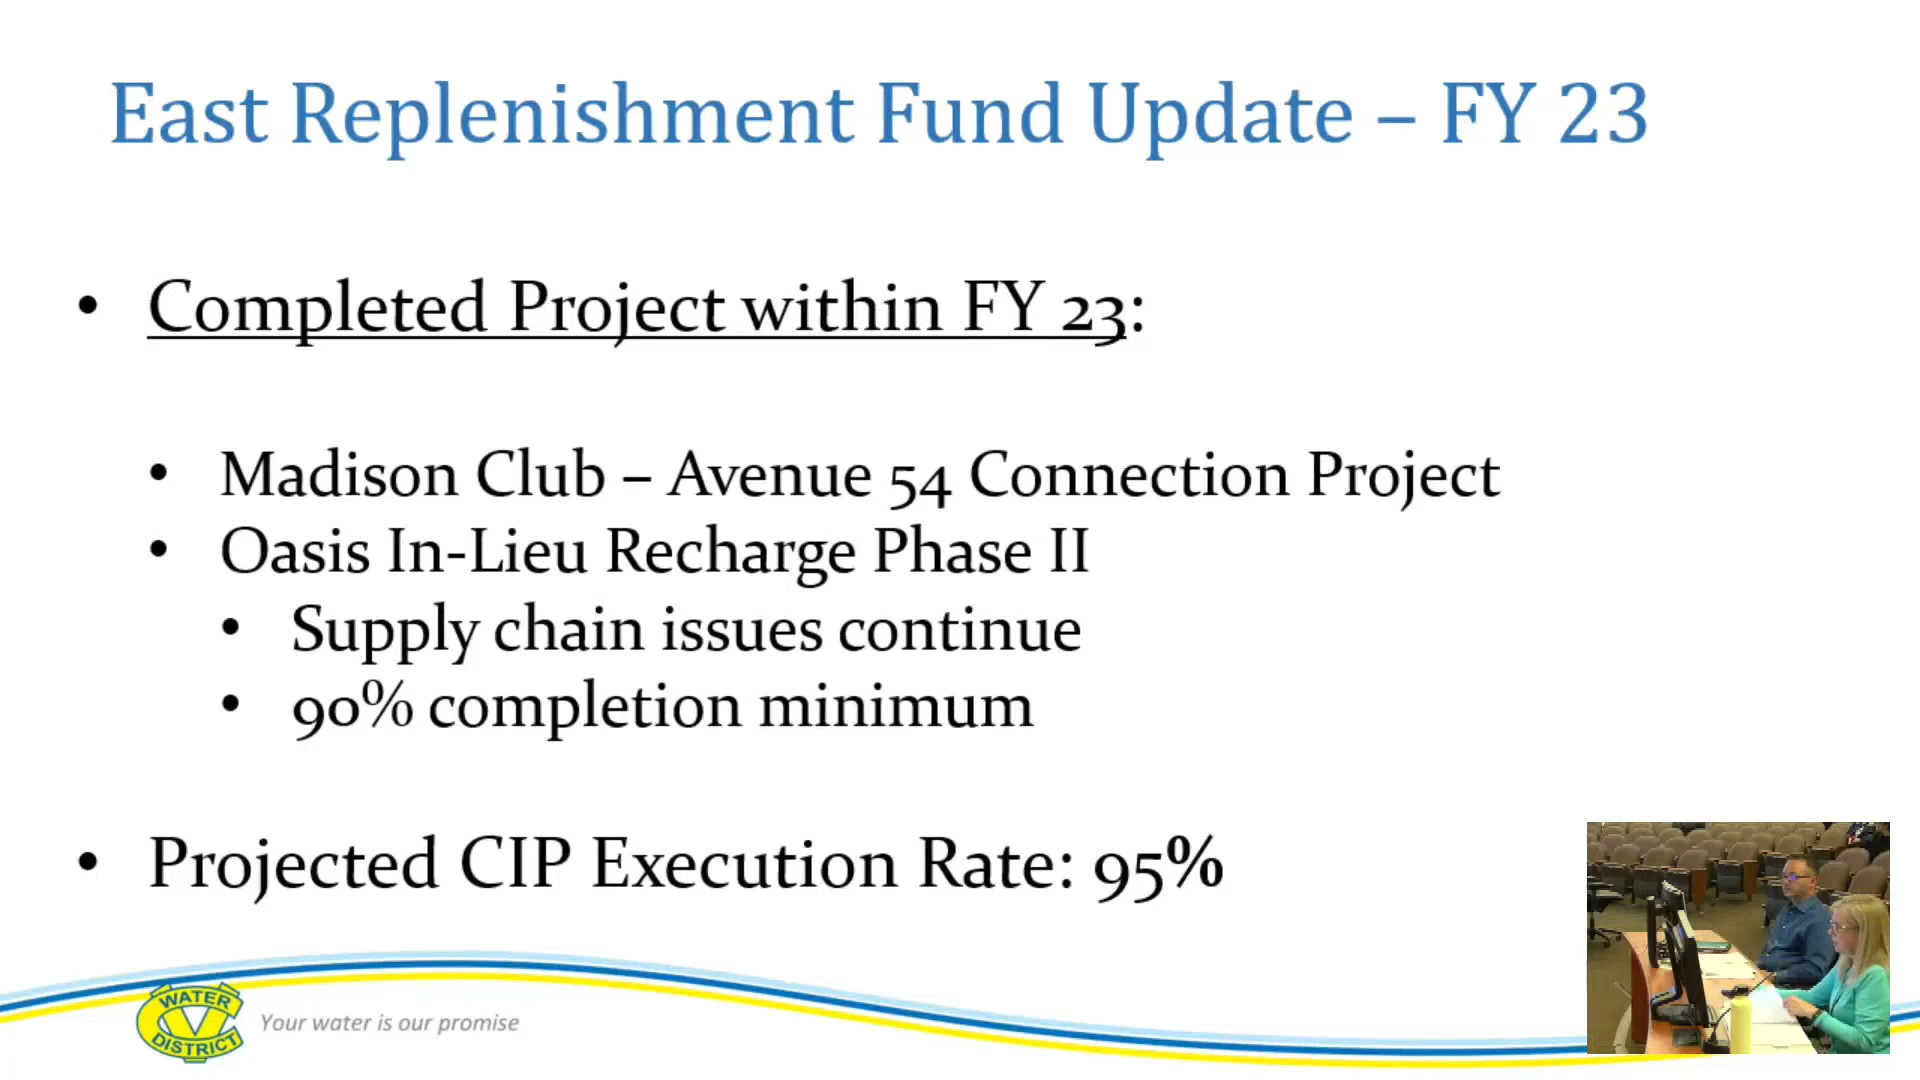 East Replenishment Fund Update – FY 23
• Completed Project within FY 23:
• Madison Club – Avenue 54 Connection Project
• Oasis In-Lieu Recharge Phase II
• Supply chain issues continue
• 90% completion minimum
• Projected CIP Execution Rate: 95%
WATER
CV
DISTRICT
Your water is our promise